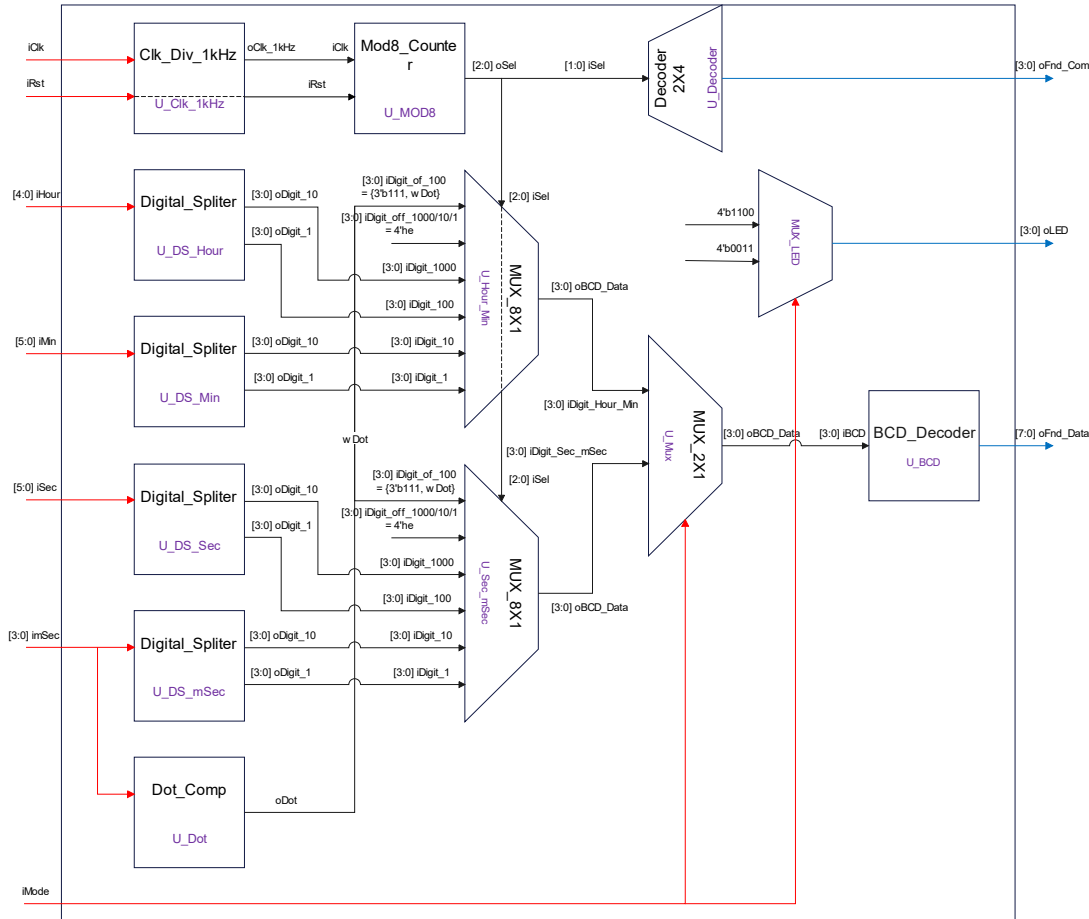 iClk
iRst
Clk_Div_1kHz
U_Clk_1kHz
oClk_1kHz
iClk
iRst
Mod8_Counte
r
U_MOD8
[2:0] oSel
[1:0] iSel
Decoder
2X4
U_Decoder
[3:0] oFnd_Com
[4:0] iHour
Digital_Spliter
U_DS_Hour
[3:0] oDigit_10
[3:0] oDigit_1
[3:0] iDigit_of_100
= {3'b111, w Dot}
[3:0] iDigit_off_1000/10/1
= 4'he
[3:0] iDigit_1000
[3:0] iDigit_100
[3:0] iDigit_10
[3:0] iDigit_1
[2:0] iSel
MUX_8X1
U_Hour_Min
[3:0] oBCD_Data
4'b1100
4'b0011
MUX_LED
[3:0] oLED
[5:0] iMin
Digital_Spliter
U_DS_Min
[3:0] oDigit_10
[3:0] oDigit_1
[3:0] iDigit_Hour_Min
w Dot
[3:0] iDigit_Sec_mSec
MUX_2X1
U_Mux
[3:0] oBCD_Data
[3:0] iBCD
BCD_Decoder
U_BCD
[7:0] oFnd_Data
[5:0] iSec
Digital_Spliter
U_DS_Sec
[3:0] oDigit_10
[3:0] oDigit_1
[3:0] iDigit_of_100
= {3'b111, w Dot}
[3:0] iDigit_off_1000/10/1
= 4'he
[3:0] iDigit_1000
[3:0] iDigit_100
[3:0] iDigit_10
[3:0] iDigit_1
[2:0] iSel
MUX_8X1
U_Sec_mSec
[3:0] oBCD_Data
[3:0] imSec
Digital_Spliter
U_DS_mSec
[3:0] oDigit_10
[3:0] oDigit_1
Dot_Comp
U_Dot
oDot
iMode